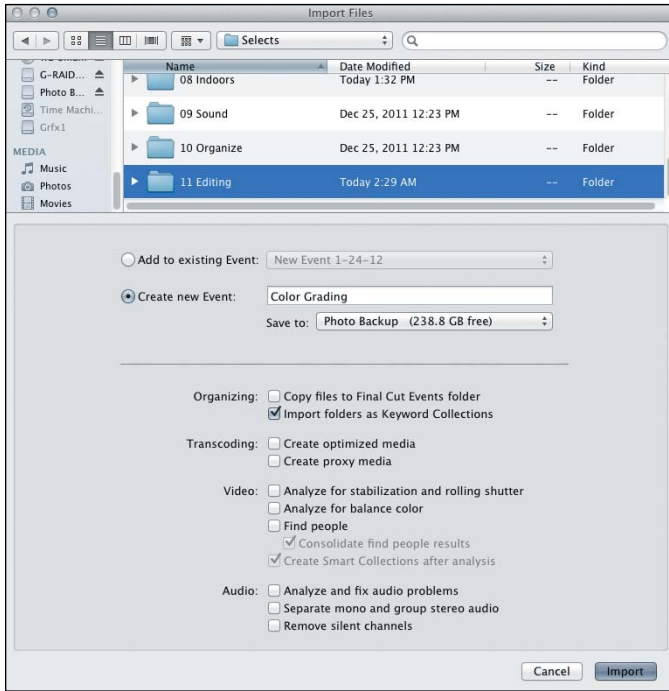 Import Files
Selects
Name Date Modified Size Kind
G-RAID...
Photo B...
Time Machi...
Grfx1
MEDIA
Music
Photos
Movies
08 Indoors Today 1:32 PM -- Folder
09 Sound Dec 25, 2011 12:23 PM -- Folder
10 Organize Dec 25, 2011 12:23 PM -- Folder
11 Editing Today 2:29 AM -- Folder
Add to existing Event: New Event 1-24-12
Create new Event: Color Grading
Save to: Photo Backup (238.8 GB free)
Organizing: Copy files to Final Cut Events folder
Import folders as Keyword Collections
Transcoding: Create optimized media
Create proxy media
Video: Analyze for stabilization and rolling shutter
Analyze for balance color
Find people
Consolidate find people results
Create Smart Collections after analysis
Audio: Analyze and fix audio problems
Separate mono and group stereo audio
Remove silent channels
Cancel Import